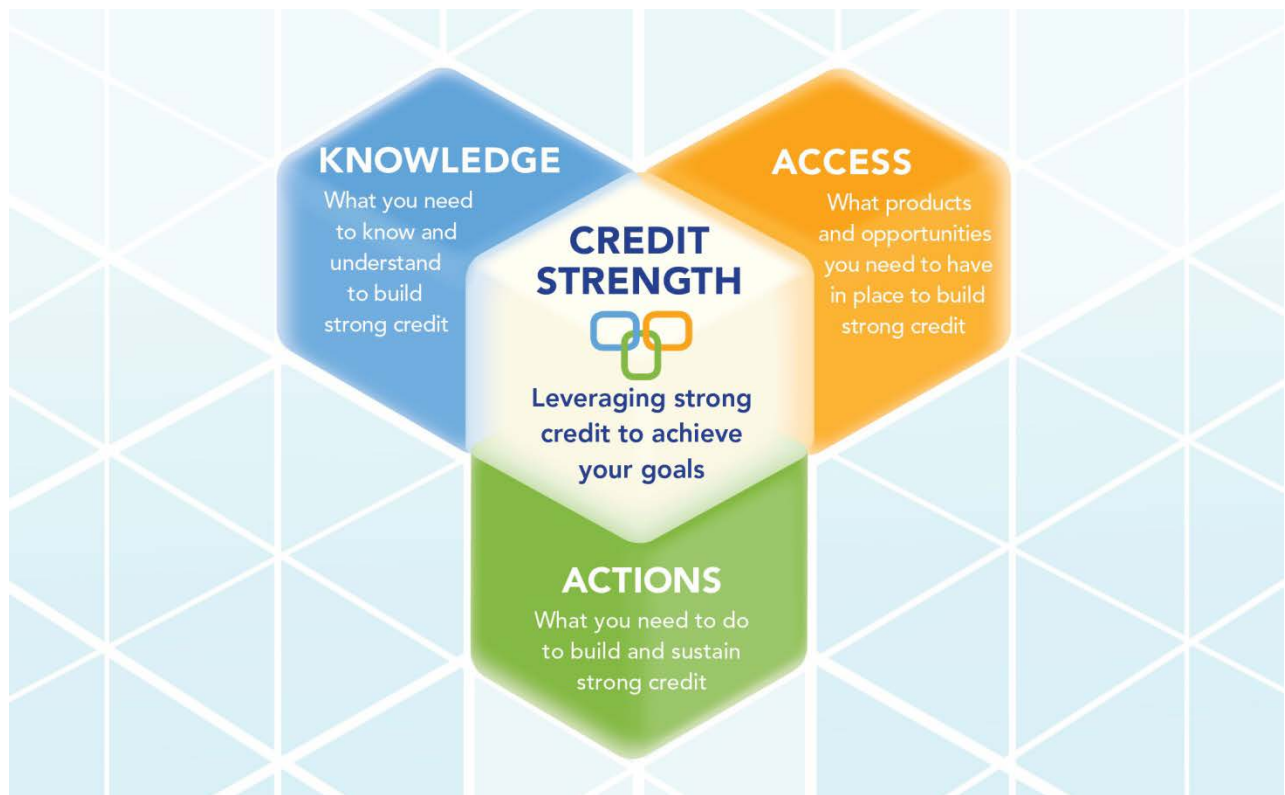 KNOWLEDGE
What you need
to know and
understand
to build
strong credit
ACCESS
What products
and opportunities
you need to have
in place to build
strong credit
CREDIT
STRENGTH
Leveraging strong
credit to achieve
your goals
ACTIONS
What you need to do
to build and sustain
strong credit